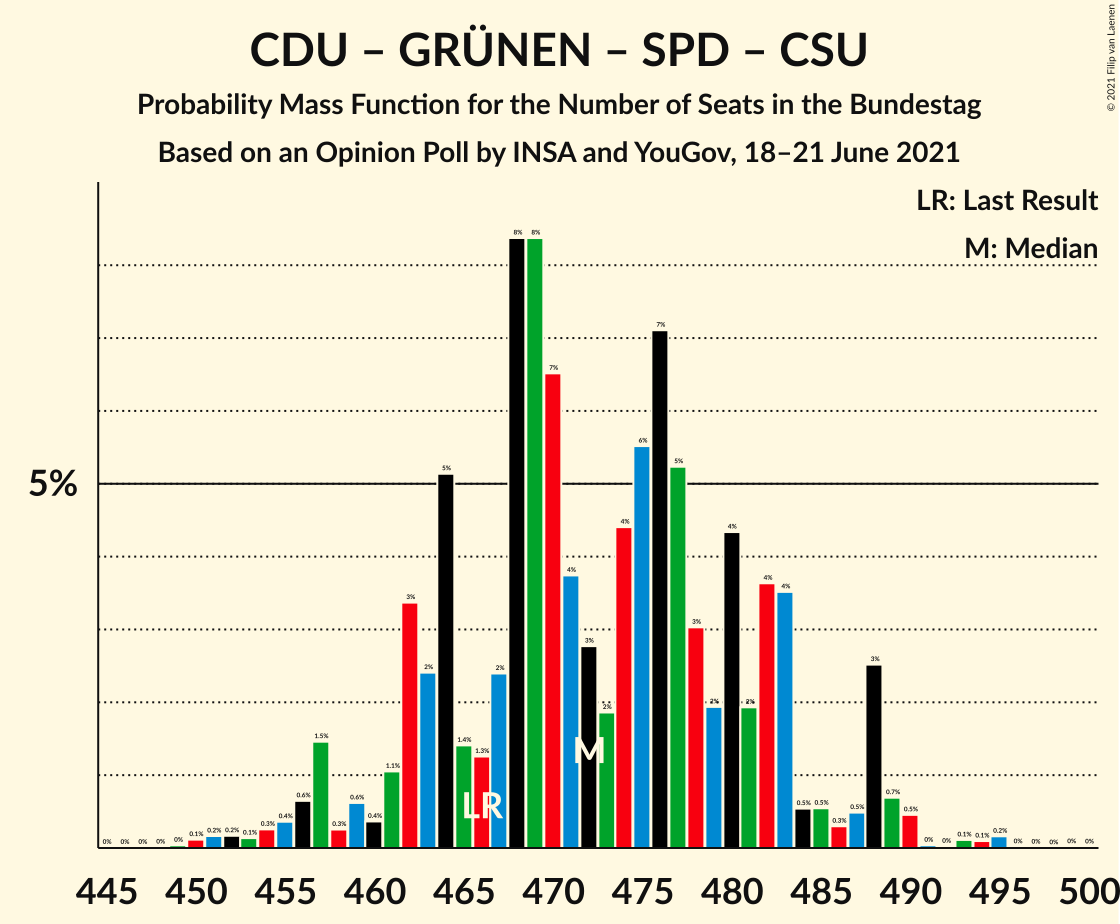 CDU – GRÜNEN – SPD – CSU
Probability Mass Function for the Number of Seats in the Bundestag
Based on an Opinion Poll by INSA and YouGov, 18–21 June 2021
© 2021 Filip van Laenen
LR: Last Result
M: Median
5%
0% 0% 0% 0% 0% 0.1% 0.2% 0.2% 0.1% 0.3% 0.4% 0.6% 1.5% 0.3% 0.6% 0.4% 1.1% 3% 2% 5% 1.4% 1.3% 2% 8% 8% 7% 4% 3% 2% 4% 6% 7% 5% 3% 2% 4% 2% 4% 4% 0.5% 0.5% 0.3% 0.5% 3% 0.7% 0.5% 0% 0% 0.1% 0.1% 0.2% 0% 0% 0% 0% 0%
M
LR
445 450 455 460 465 470 475 480 485 490 495 500